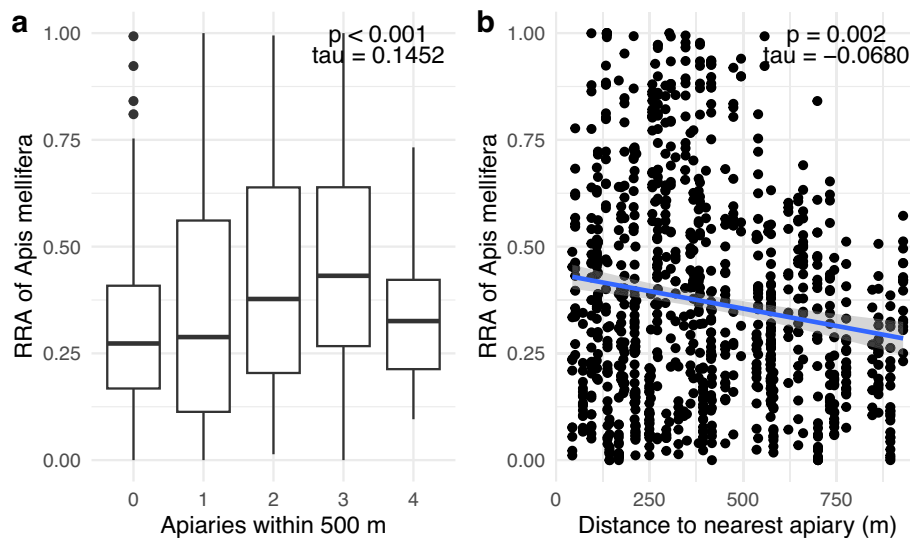 a
p < 0.001
tau = 0.1452
RRA of Apis mellifera
1.00
0.75
0.50
0.25
0.00
0 1 2 3 4
Apiaries within 500 m
b
p = 0.002
tau = −0.0680
RRA of Apis mellifera
1.00
0.75
0.50
0.25
0.00
0 250 500 750
Distance to nearest apiary (m)